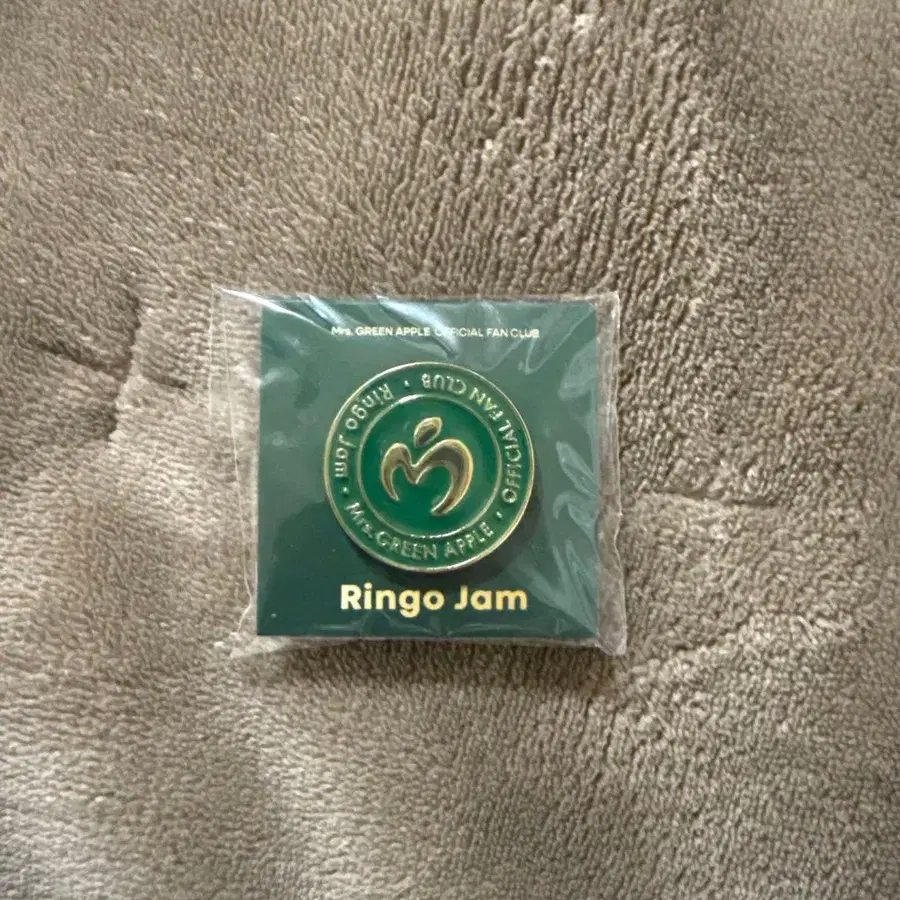 Mrs. GREEN APPLE OFFICIAL FAN CLUB
Ringo Jam • Mrs. GREEN APPLE • OFFICIAL FAN CLUB •
Ringo Jam